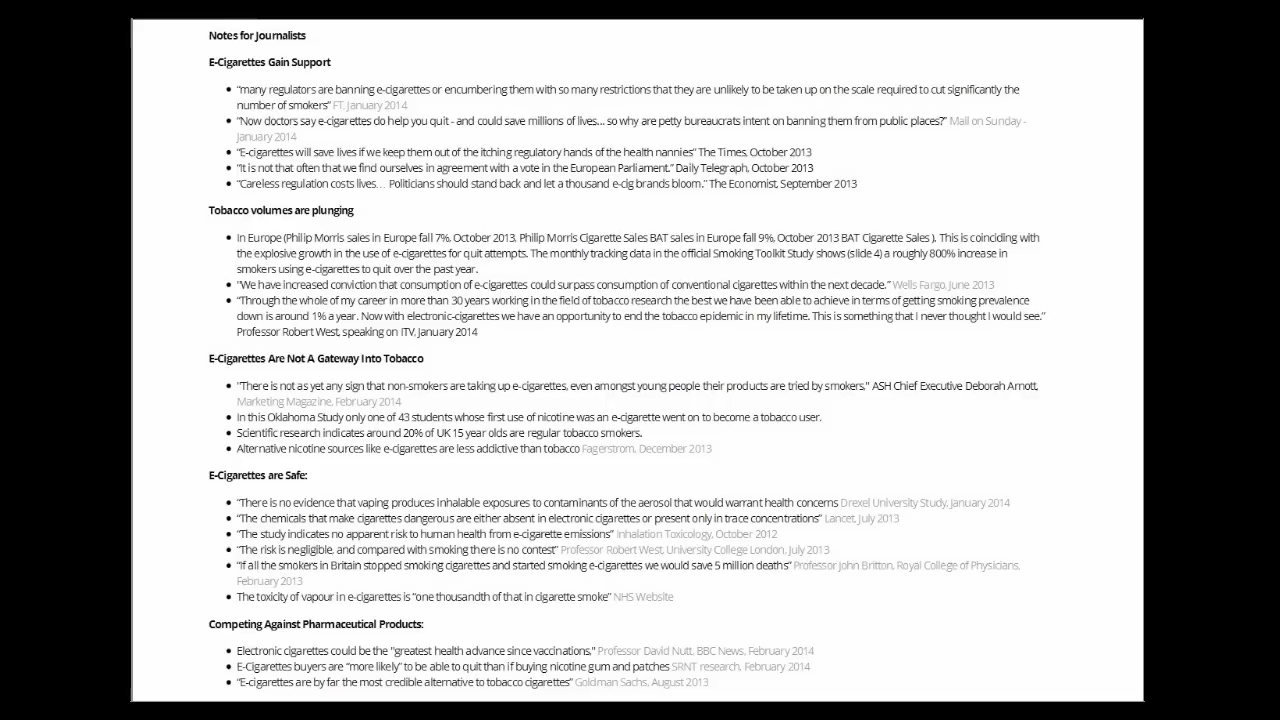 Notes for Journalists
E-Cigarettes Gain Support
• "many regulators are banning e-cigarettes or encumbering them with so many restrictions that they are unlikely to be taken up on the scale required to cut significantly the
number of smokers" FT. January 2014
• "Now doctors say e-cigarettes do help you quit - and could save millions of lives... so why are petty bureaucrats intent on banning them from public places?" Mail on Sunday -
January 2014
• "E-cigarettes will save lives if we keep them out of the itching regulatory hands of the health nannies" The Times, October 2013
• "It is not that often that we find ourselves in agreement with a vote in the European Parliament." Daily Telegraph, October 2013
• "Careless regulation costs lives… Politicians should stand back and let a thousand e-cig brands bloom." The Economist, September 2013
Tobacco volumes are plunging
• In Europe (Philip Morris sales in Europe fall 7%, October 2013, Philip Morris Cigarette Sales BAT sales in Europe fall 9%, October 2013 BAT Cigarette Sales ). This is coinciding with
the explosive growth in the use of e-cigarettes for quit attempts. The monthly tracking data in the official Smoking Toolkit Study shows (slide 4) a roughly 800% increase in
smokers using e-cigarettes to quit over the past year.
• "We have increased conviction that consumption of e-cigarettes could surpass consumption of conventional cigarettes within the next decade." Wells Fargo, June 2013
• "Through the whole of my career in more than 30 years working in the field of tobacco research the best we have been able to achieve in terms of getting smoking prevalence
down is around 1% a year. Now with electronic-cigarettes we have an opportunity to end the tobacco epidemic in my lifetime. This is something that I never thought I would see."
Professor Robert West, speaking on ITV, January 2014
E-Cigarettes Are Not A Gateway Into Tobacco
• "There is not as yet any sign that non-smokers are taking up e-cigarettes, even amongst young people their products are tried by smokers." ASH Chief Executive Deborah Arnott,
Marketing Magazine, February 2014
• In this Oklahoma Study only one of 43 students whose first use of nicotine was an e-cigarette went on to become a tobacco user.
• Scientific research indicates around 20% of UK 15 year olds are regular tobacco smokers.
• Alternative nicotine sources like e-cigarettes are less addictive than tobacco Fagerstrom, December 2013
E-Cigarettes are Safe:
• "There is no evidence that vaping produces inhalable exposures to contaminants of the aerosol that would warrant health concerns Drexel University Study, January 2014
• "The chemicals that make cigarettes dangerous are either absent in electronic cigarettes or present only in trace concentrations" Lancet, July 2013
• "The study indicates no apparent risk to human health from e-cigarette emissions" Inhalation Toxicology, October 2012
• "The risk is negligible, and compared with smoking there is no contest" Professor Robert West, University College London, July 2013
• "If all the smokers in Britain stopped smoking cigarettes and started smoking e-cigarettes we would save 5 million deaths" Professor John Britton, Royal College of Physicians,
February 2013
• The toxicity of vapour in e-cigarettes is "one thousandth of that in cigarette smoke" NHS Website
Competing Against Pharmaceutical Products:
• Electronic cigarettes could be the "greatest health advance since vaccinations," Professor David Nutt, BBC News, February 2014
• E-Cigarettes buyers are "more likely" to be able to quit than if buying nicotine gum and patches SRNT research, February 2014
• "E-cigarettes are by far the most credible alternative to tobacco cigarettes" Goldman Sachs, August 2013